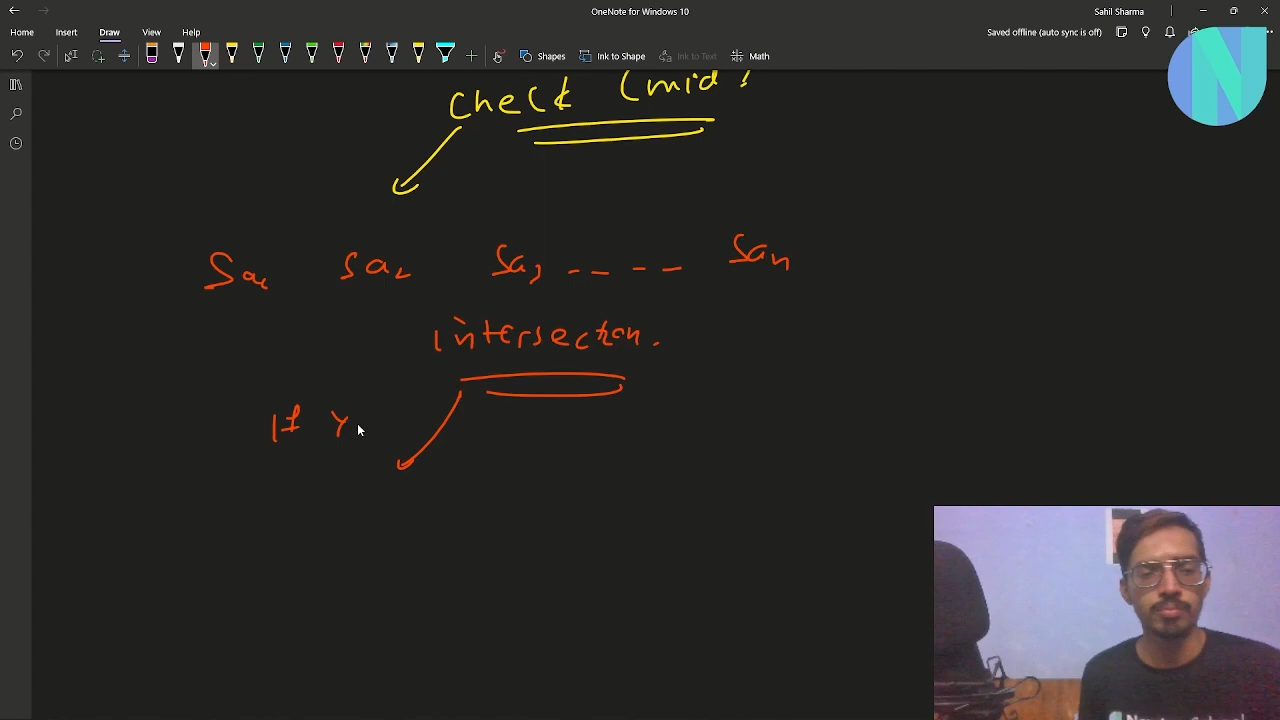 OneNote for Windows 10
Sahil Sharma
Home Insert Draw View Help
Saved offline (auto sync is off)
Shapes Ink to Shape Ink to Text Math
Check (mid)
Sa1 Sa2 Sa3 ----- San
intersection.
If Y